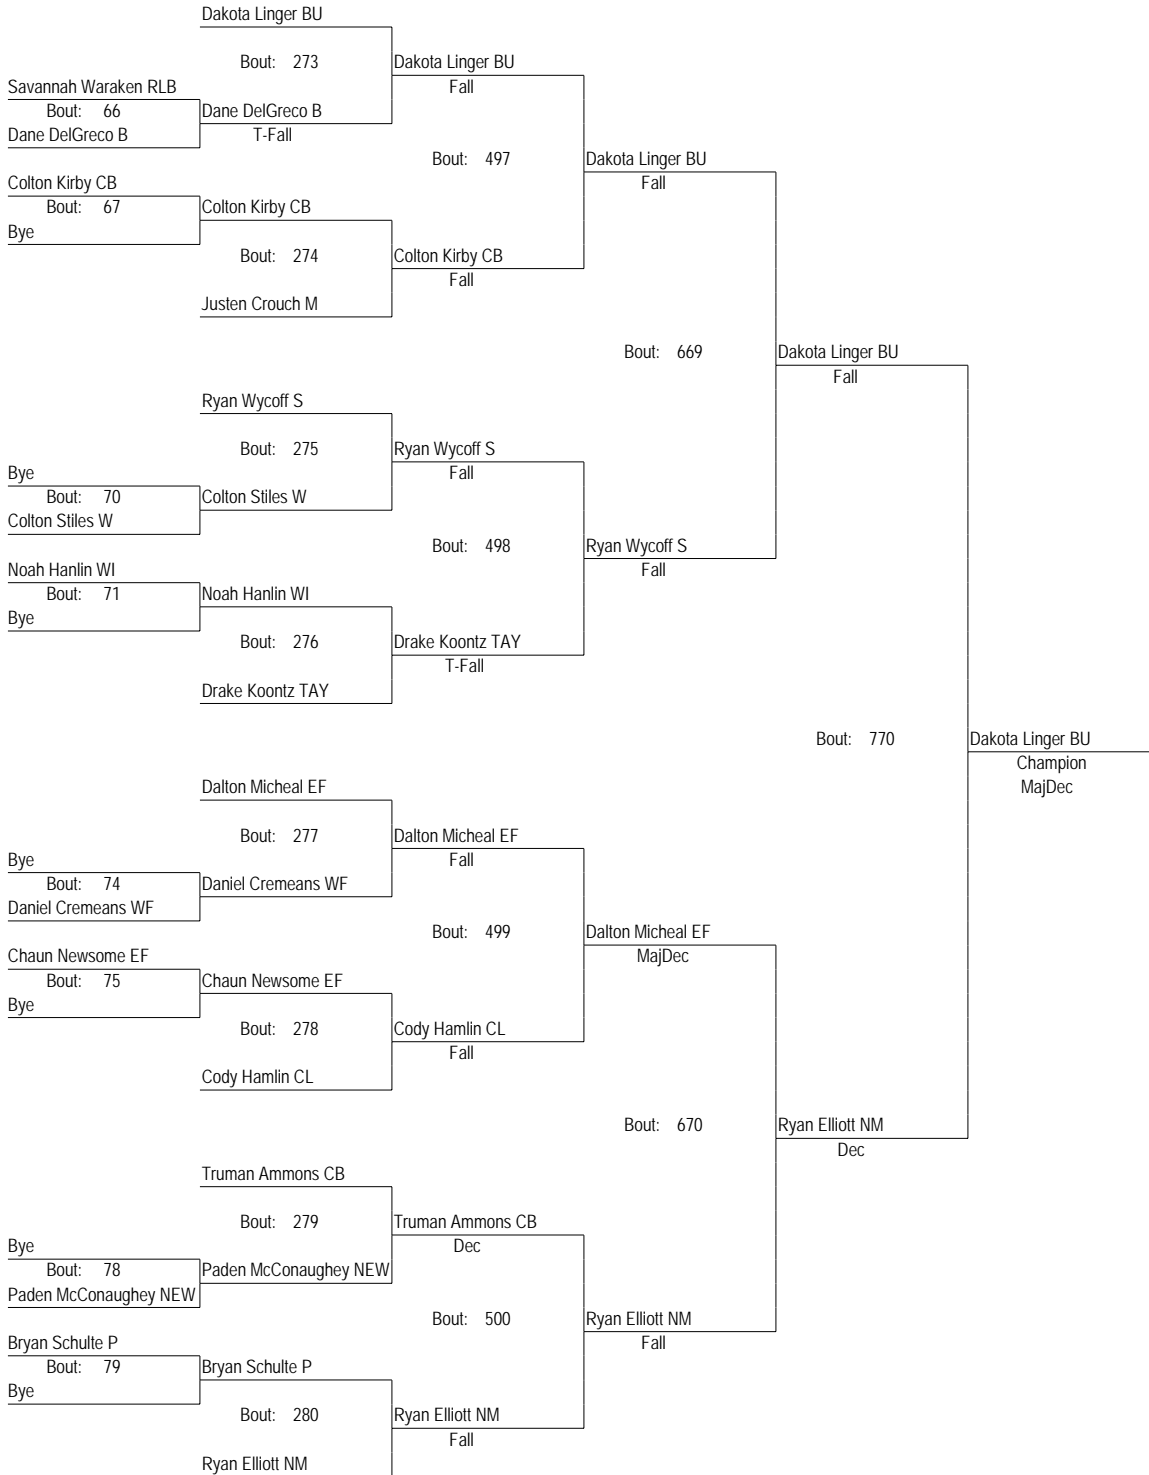 Dakota Linger BU
Bout: 273
Dakota Linger BU
Fall
Savannah Waraken RLB
Bout: 66
Dane DelGreco B
Dane DelGreco B
T-Fall
Bout: 497
Dakota Linger BU
Fall
Colton Kirby CB
Bout: 67
Colton Kirby CB
Bye
Bout: 274
Colton Kirby CB
Fall
Justen Crouch M
Bout: 669
Dakota Linger BU
Fall
Ryan Wycoff S
Bout: 275
Ryan Wycoff S
Fall
Bye
Bout: 70
Colton Stiles W
Colton Stiles W
Bout: 498
Ryan Wycoff S
Fall
Noah Hanlin WI
Bout: 71
Noah Hanlin WI
Bye
Bout: 276
Drake Koontz TAY
T-Fall
Drake Koontz TAY
Bout: 770
Dakota Linger BU
Champion
MajDec
Dalton Micheal EF
Bout: 277
Dalton Micheal EF
Fall
Bye
Bout: 74
Daniel Cremeans WF
Daniel Cremeans WF
Bout: 499
Dalton Micheal EF
MajDec
Chaun Newsome EF
Bout: 75
Chaun Newsome EF
Bye
Bout: 278
Cody Hamlin CL
Fall
Cody Hamlin CL
Bout: 670
Ryan Elliott NM
Dec
Truman Ammons CB
Bout: 279
Truman Ammons CB
Dec
Bye
Bout: 78
Paden McConaughey NEW
Paden McConaughey NEW
Bout: 500
Ryan Elliott NM
Fall
Bryan Schulte P
Bout: 79
Bryan Schulte P
Bye
Bout: 280
Ryan Elliott NM
Fall
Ryan Elliott NM